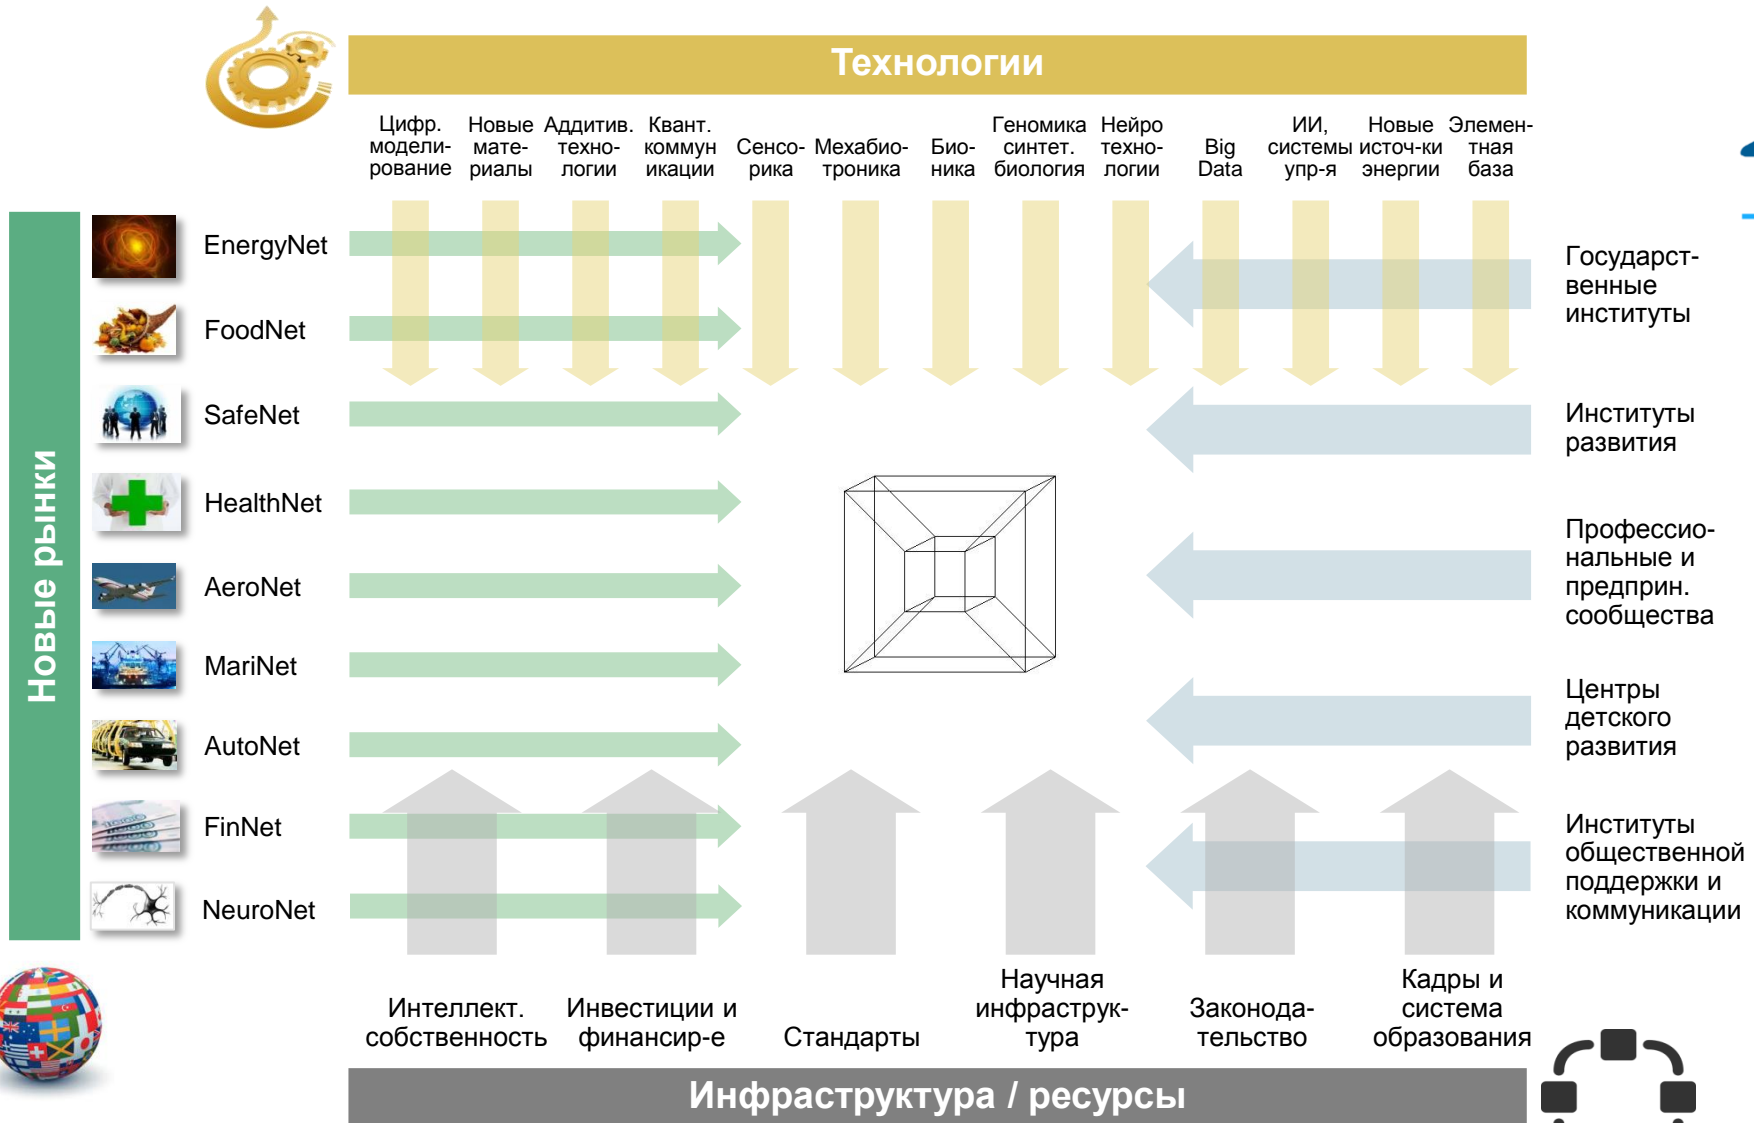 Технологии
Цифр.
модели-
рование
Новые
мате-
риалы
Аддитив.
техно-
логии
Квант.
коммун
икации
Сенсо-
рика
Мехабио-
троника
Био-
ника
Геномика
синтет.
биология
Нейро
техно-
логии
Big
Data
ИИ,
системы
упр-я
Новые
источ-ки
энергии
Элемен-
тная
база
Новые рынки
EnergyNet
FoodNet
SafeNet
HealthNet
AeroNet
MariNet
AutoNet
FinNet
NeuroNet
Государст-
венные
институты
Институты
развития
Профессио-
нальные и
предприн.
сообщества
Центры
детского
развития
Институты
общественной
поддержки и
коммуникации
Интеллект.
собственность
Инвестиции и
финансир-е
Стандарты
Научная
инфраструк-
тура
Законода-
тельство
Кадры и
система
образования
Инфраструктура / ресурсы